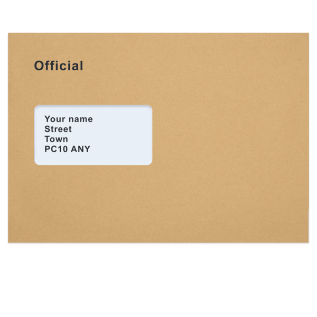 Official
Your name
Street
Town
PC10 ANY